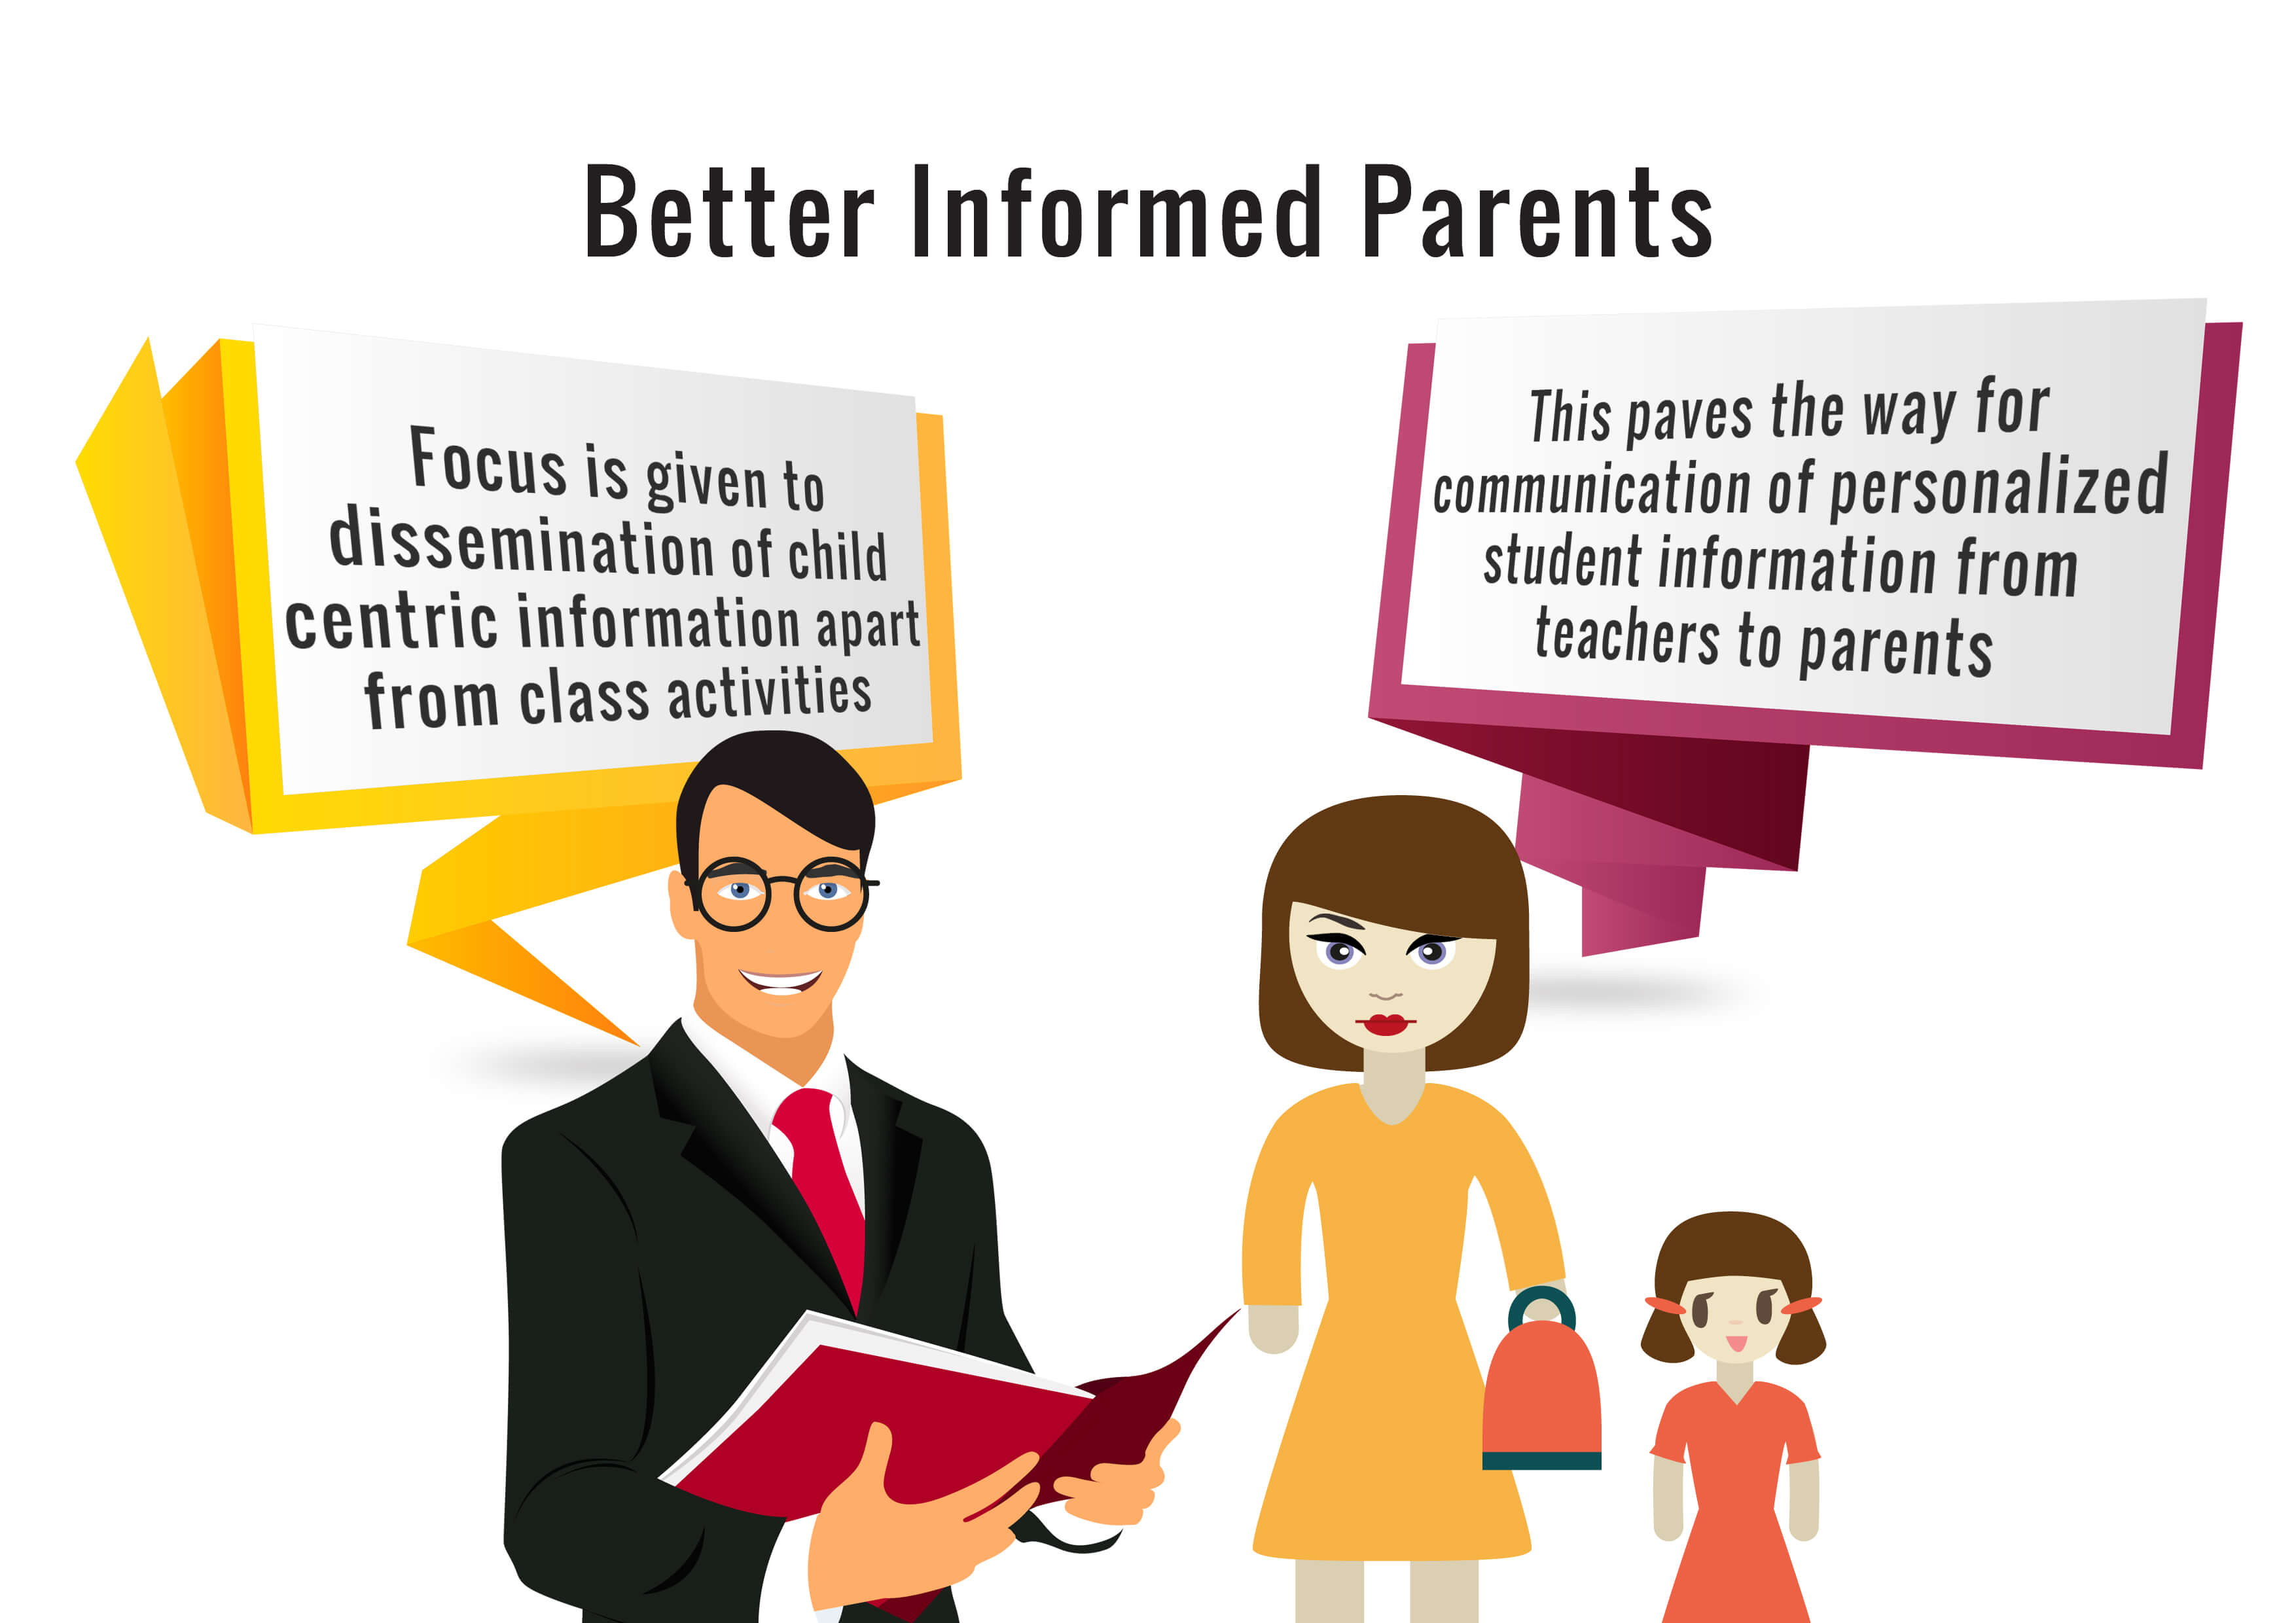 Better Informed Parents
Focus is given to
dissemination of child
centric information apart
from class activities
This paves the way for
communication of personalized
student information from
teachers to parents